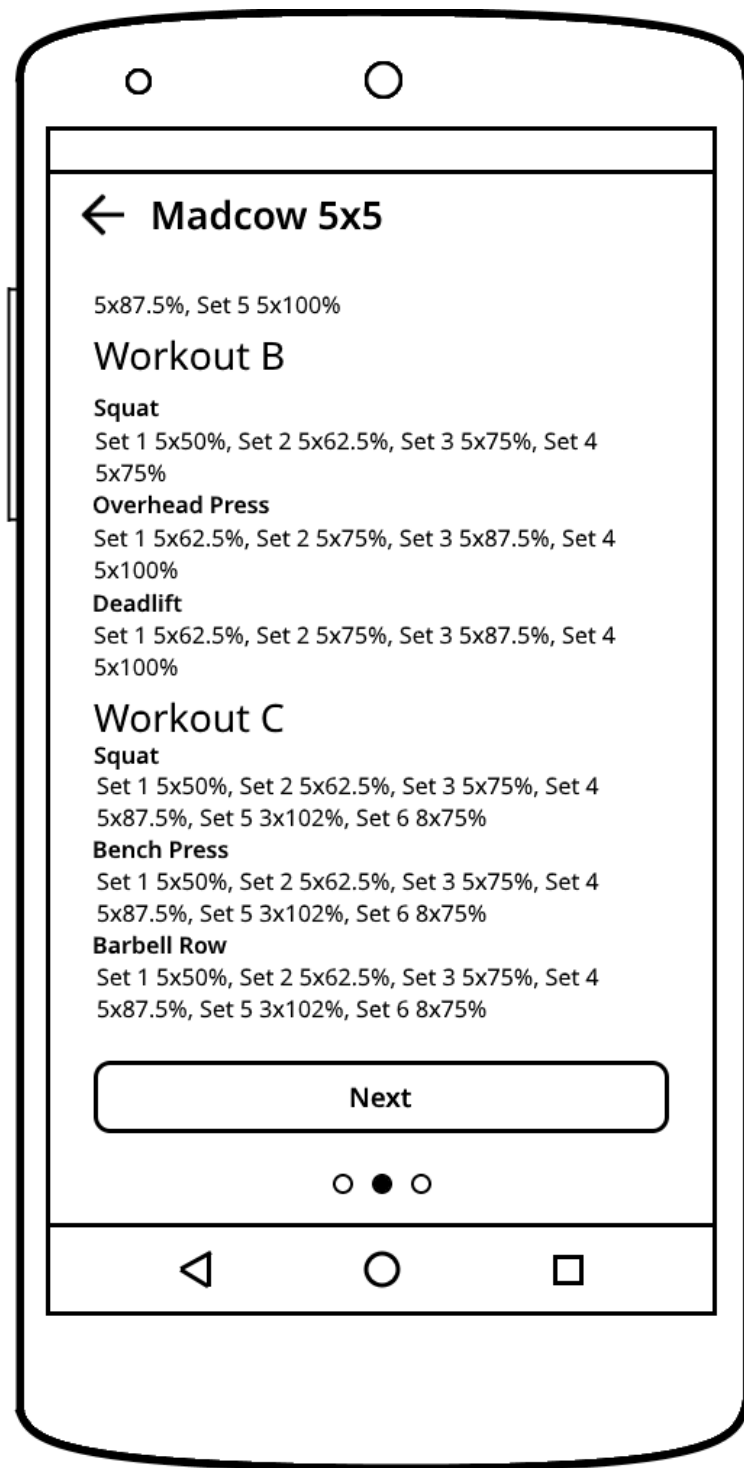 Madcow 5x5
5x87.5%, Set 5 5x100%
Workout B
Squat
Set 1 5x50%, Set 2 5x62.5%, Set 3 5x75%, Set 4
5x75%
Overhead Press
Set 1 5x62.5%, Set 2 5x75%, Set 3 5x87.5%, Set 4
5x100%
Deadlift
Set 1 5x62.5%, Set 2 5x75%, Set 3 5x87.5%, Set 4
5x100%
Workout C
Squat
Set 1 5x50%, Set 2 5x62.5%, Set 3 5x75%, Set 4
5x87.5%, Set 5 3x102%, Set 6 8x75%
Bench Press
Set 1 5x50%, Set 2 5x62.5%, Set 3 5x75%, Set 4
5x87.5%, Set 5 3x102%, Set 6 8x75%
Barbell Row
Set 1 5x50%, Set 2 5x62.5%, Set 3 5x75%, Set 4
5x87.5%, Set 5 3x102%, Set 6 8x75%
Next